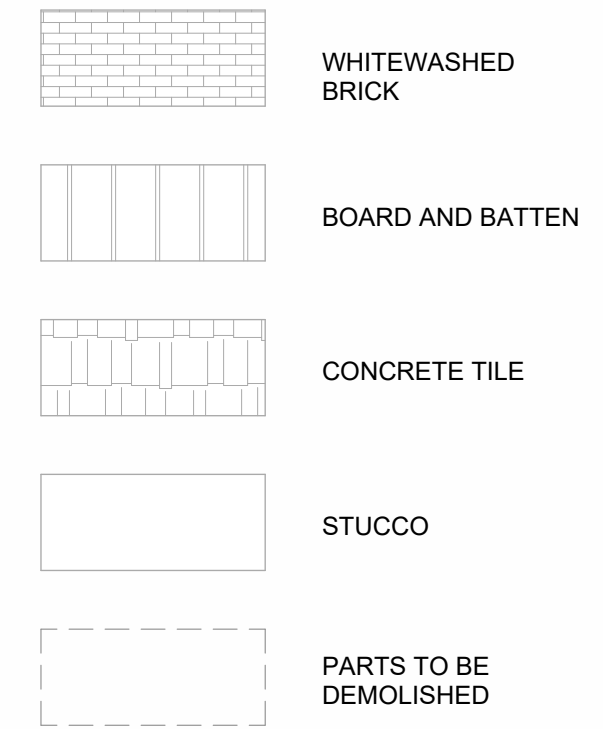 WHITEWASHED
BRICK
BOARD AND BATTEN
CONCRETE TILE
STUCCO
PARTS TO BE
DEMOLISHED